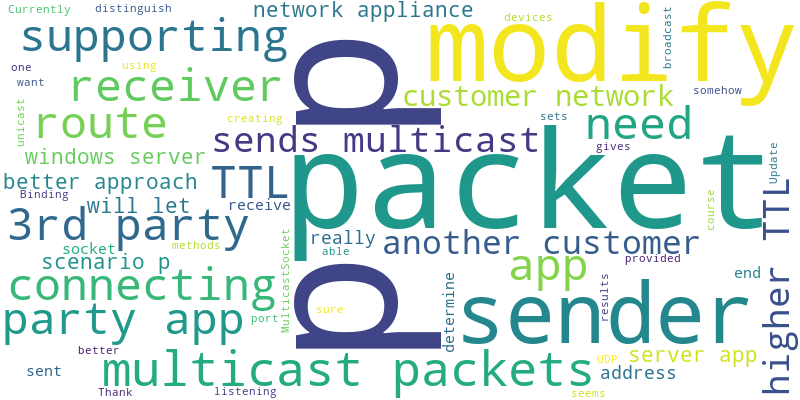 Currently
distinguish
network appliance
devices
broadcast
modify
supporting
one
using
want
receiver
customer network
somehow
unicast
creating
route
sets
need
sends multicast
gives
windows server
packet
Update
better approach
TTL
Binding
will let
receive
course
3rd party
p p
really
another customer
methods
socket
able
provided
scenario p
MulticastSocket
app
end
connecting
determine
sender
results
higher TTL
sure
party app
port
better
multicast packets
UDP
server app
sent
address
Thank
listening
seems